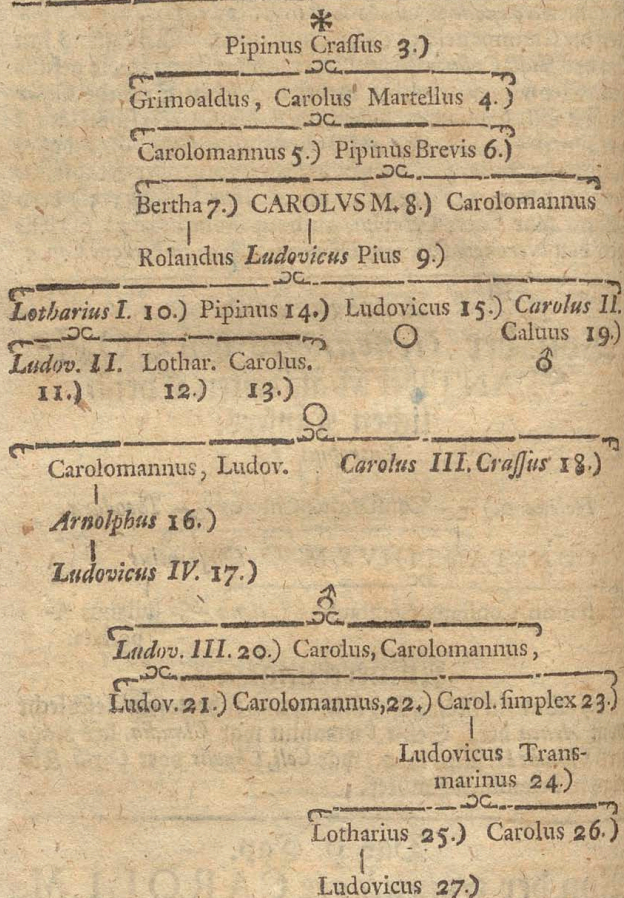 Pipinus Craſſus 3.)
Grimoaldus, Carolus Martellus 4.)
Carolomannus 5.) Pipinus Brevis 6.)
Bertha 7.) CAROLVS M. 8.) Carolomannus
Rolandus Ludovicus Pius 9.)
Lotharius I. 10.) Pipinus 14.) Ludovicus 15.) Carolus II.
Caluus 19.)
Ludov. II. Lothar. Carolus.
11.) 12.) 13.)
Carolomannus, Ludov. Carolus III. Craſſus 18.)
Arnolphus 16.)
Ludovicus IV. 17.)
Ludov. III. 20.) Carolus, Carolomannus,
Ludov. 21.) Carolomannus, 22.) Carol. ſimplex 23.)
Ludovicus Trans-
marinus 24.)
Lotharius 25.) Carolus 26.)
Ludovicus 27.)